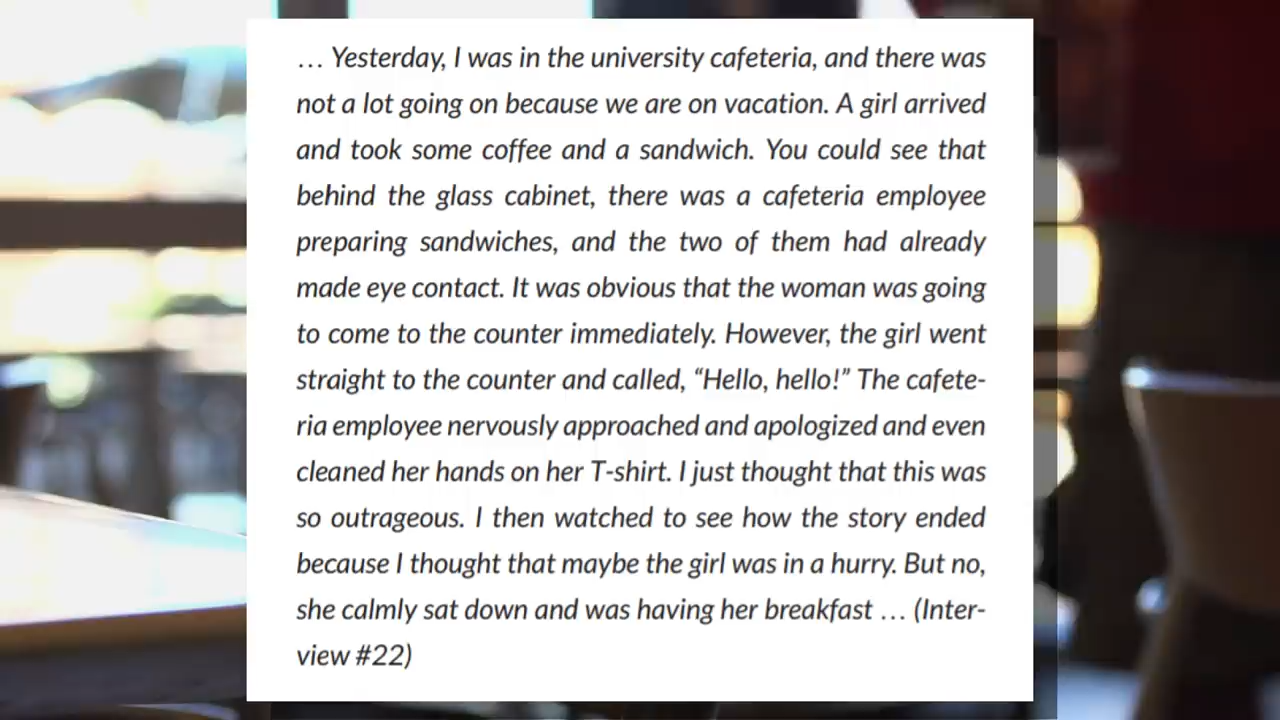 … Yesterday, I was in the university cafeteria, and there was
not a lot going on because we are on vacation. A girl arrived
and took some coffee and a sandwich. You could see that
behind the glass cabinet, there was a cafeteria employee
preparing sandwiches, and the two of them had already
made eye contact. It was obvious that the woman was going
to come to the counter immediately. However, the girl went
straight to the counter and called, “Hello, hello!” The cafete-
ria employee nervously approached and apologized and even
cleaned her hands on her T-shirt. I just thought that this was
so outrageous. I then watched to see how the story ended
because I thought that maybe the girl was in a hurry. But no,
she calmly sat down and was having her breakfast … (Inter-
view #22)